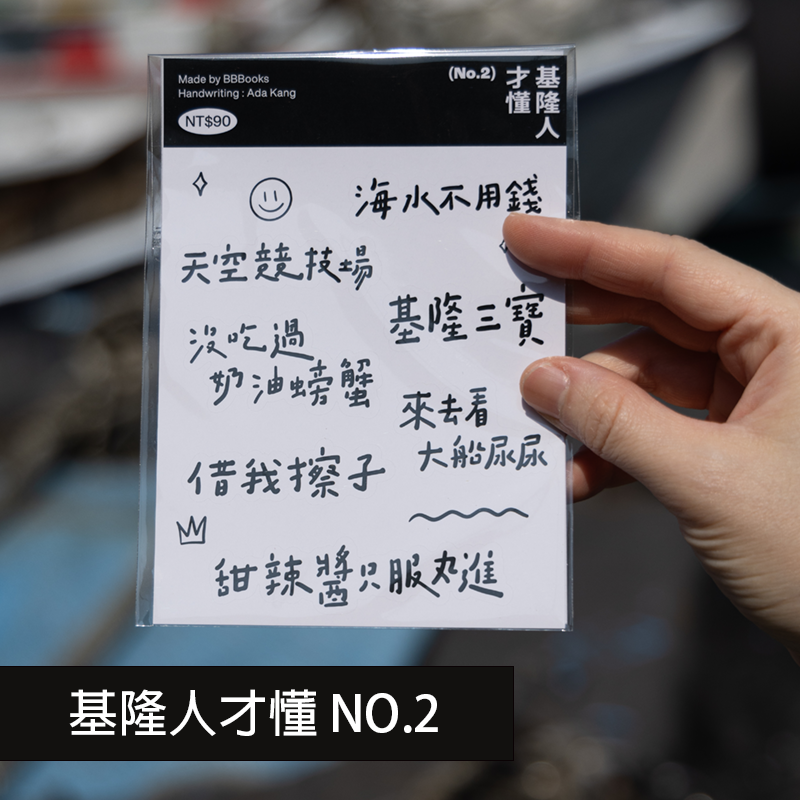 Made by BBBooks
Handwriting : Ada Kang
NT$90
(No.2)
基隆人
才懂
海水不用錢
天空競技場
基隆三寶
沒吃過
奶油螃蟹
來去看
大船尿尿
借我擦子
甜辣醬只服丸進
基隆人才懂 NO.2